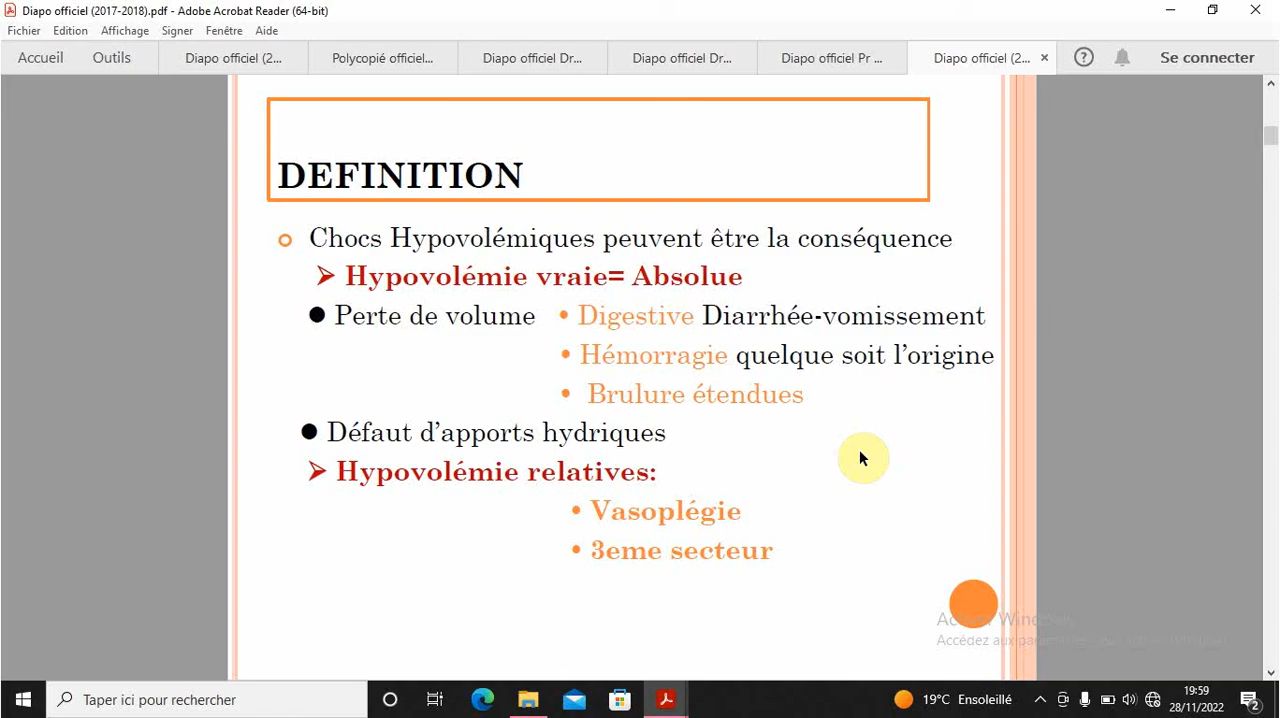 Diapo officiel (2017-2018).pdf - Adobe Acrobat Reader (64-bit)
Fichier Edition Affichage Signer Fenêtre Aide
Accueil Outils Diapo officiel (2... Polycopié officiel... Diapo officiel Dr... Diapo officiel Dr... Diapo officiel Pr ... Diapo officiel (2... × ? Se connecter
DEFINITION
Chocs Hypovolémiques peuvent être la conséquence
➢ Hypovolémie vraie= Absolue
● Perte de volume • Digestive Diarrhée-vomissement
• Hémorragie quelque soit l'origine
• Brulure étendues
● Défaut d'apports hydriques
➢ Hypovolémie relatives:
• Vasoplégie
• 3eme secteur
Windows
Accédez aux
Taper ici pour rechercher 19°C Ensoleillé 19:59
28/11/2022 2